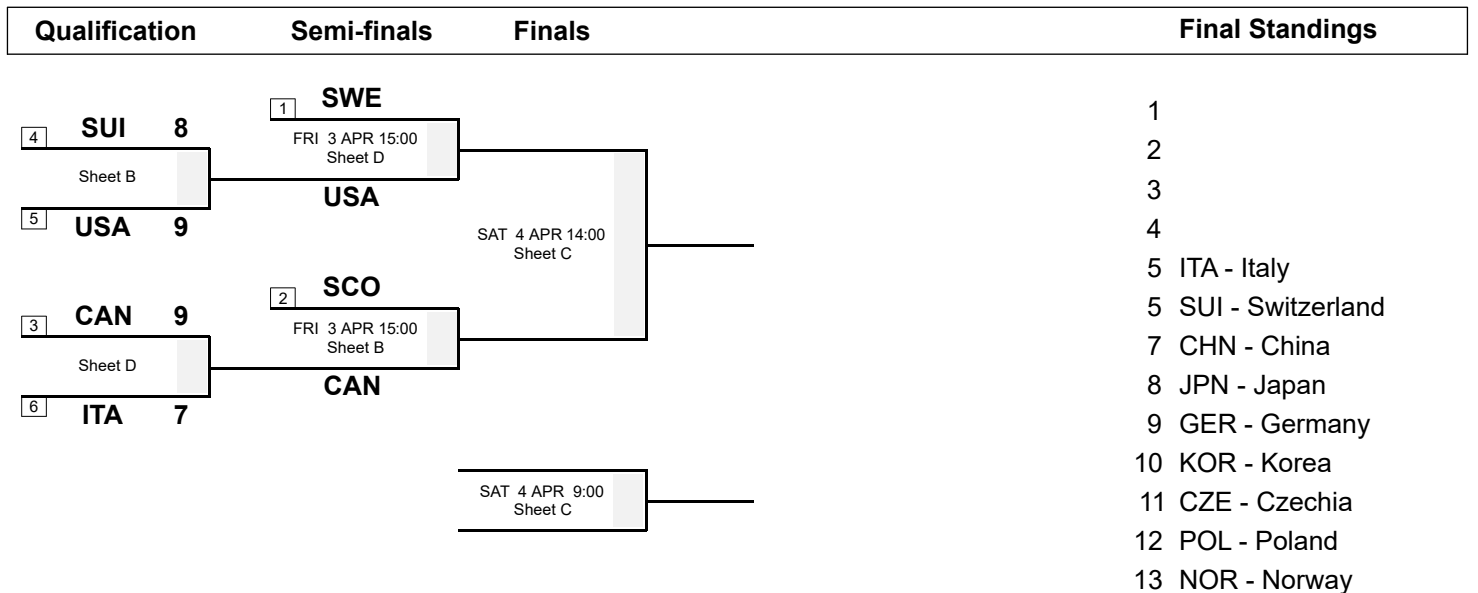 Qualification Semi-finals Finals Final Standings
1 SWE
4 SUI 8
FRI 3 APR 15:00
Sheet D
Sheet B
USA
5 USA 9
SAT 4 APR 14:00
Sheet C
2 SCO
3 CAN 9
FRI 3 APR 15:00
Sheet B
Sheet D
CAN
6 ITA 7
SAT 4 APR 9:00
Sheet C
1
2
3
4
5 ITA - Italy
5 SUI - Switzerland
7 CHN - China
8 JPN - Japan
9 GER - Germany
10 KOR - Korea
11 CZE - Czechia
12 POL - Poland
13 NOR - Norway